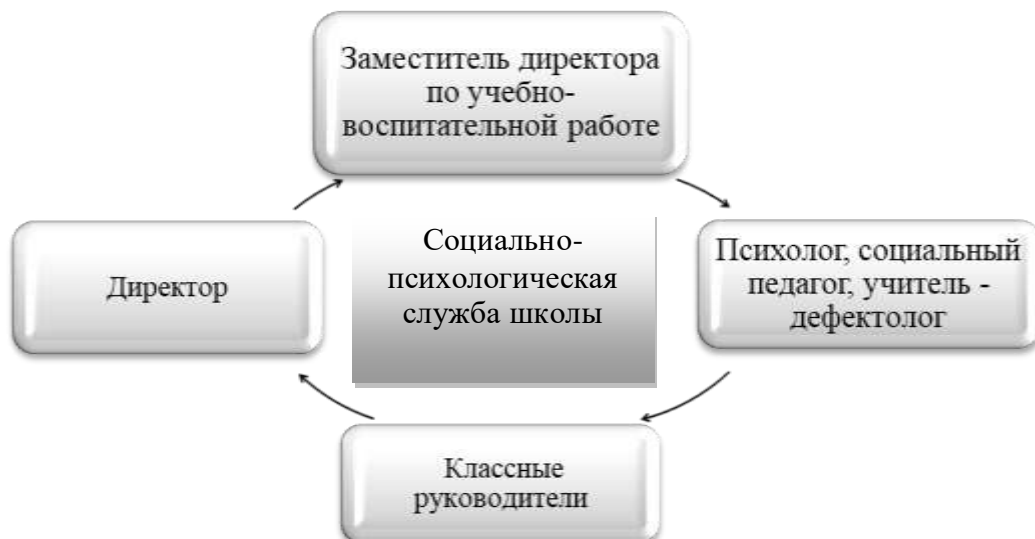 Заместитель директора
по учебно-
воспитательной работе
Социально-
психологическая
служба школы
Директор
Психолог, социальный
педагог, учитель -
дефектолог
Классные
руководители